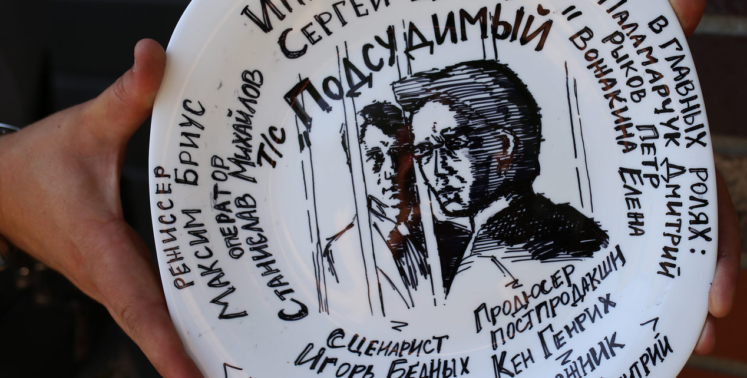 СЕРГЕЙ
Т/С "ПОДСУДИМЫЙ"
В ГЛАВНЫХ РОЛЯХ:
ПАЛАМАРЧУК ДМИТРИЙ
РЫКОВ ПЕТР
ВОНАКИНА ЕЛЕНА
РЕЖИССЕР
МАКСИМ БРИУС
ОПЕРАТОР
СТАНИСЛАВ МИХАЙЛОВ
СЦЕНАРИСТ
ИГОРЬ БЕДНЫХ
ПРОДЮСЕР
ПОСТПРОДАКШН
КЕН ГЕНРИХ